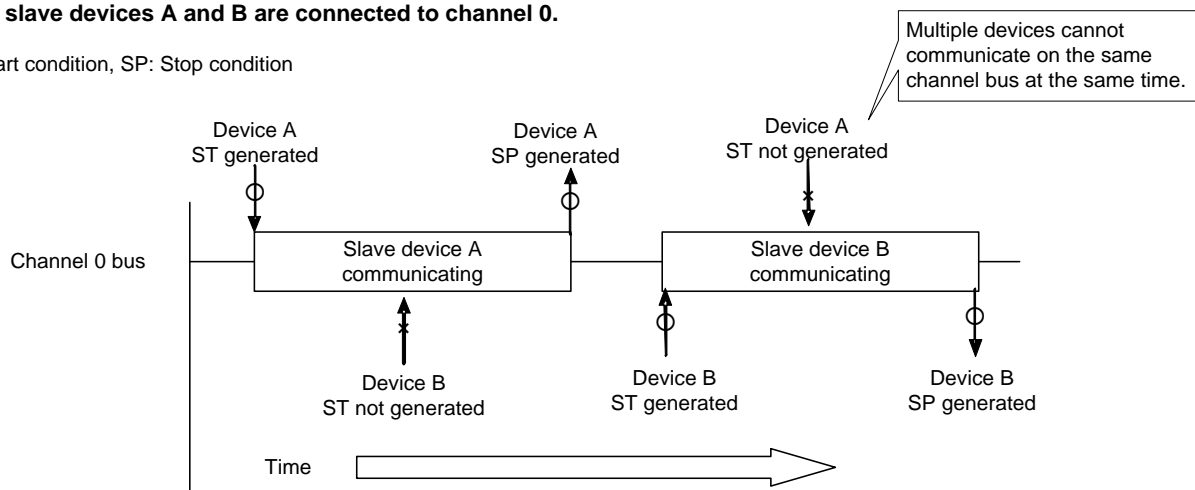 slave devices A and B are connected to channel 0.
art condition, SP: Stop condition
Multiple devices cannot
communicate on the same
channel bus at the same time.
Device A
ST generated
Device A
SP generated
Device A
ST not generated
Channel 0 bus
Slave device A
communicating
Slave device B
communicating
Device B
ST not generated
Device B
ST generated
Device B
SP generated
Time